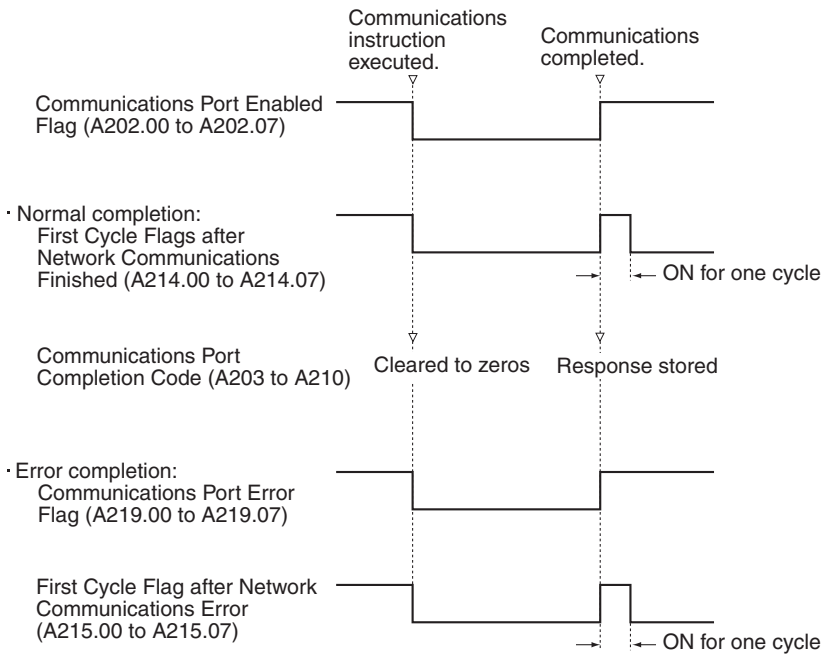 Communications
instruction
executed.
Communications
completed.
Communications Port Enabled
Flag (A202.00 to A202.07)
· Normal completion:
First Cycle Flags after
Network Communications
Finished (A214.00 to A214.07)
ON for one cycle
Communications Port
Completion Code (A203 to A210)
Cleared to zeros
Response stored
· Error completion:
Communications Port Error
Flag (A219.00 to A219.07)
First Cycle Flag after Network
Communications Error
(A215.00 to A215.07)
ON for one cycle